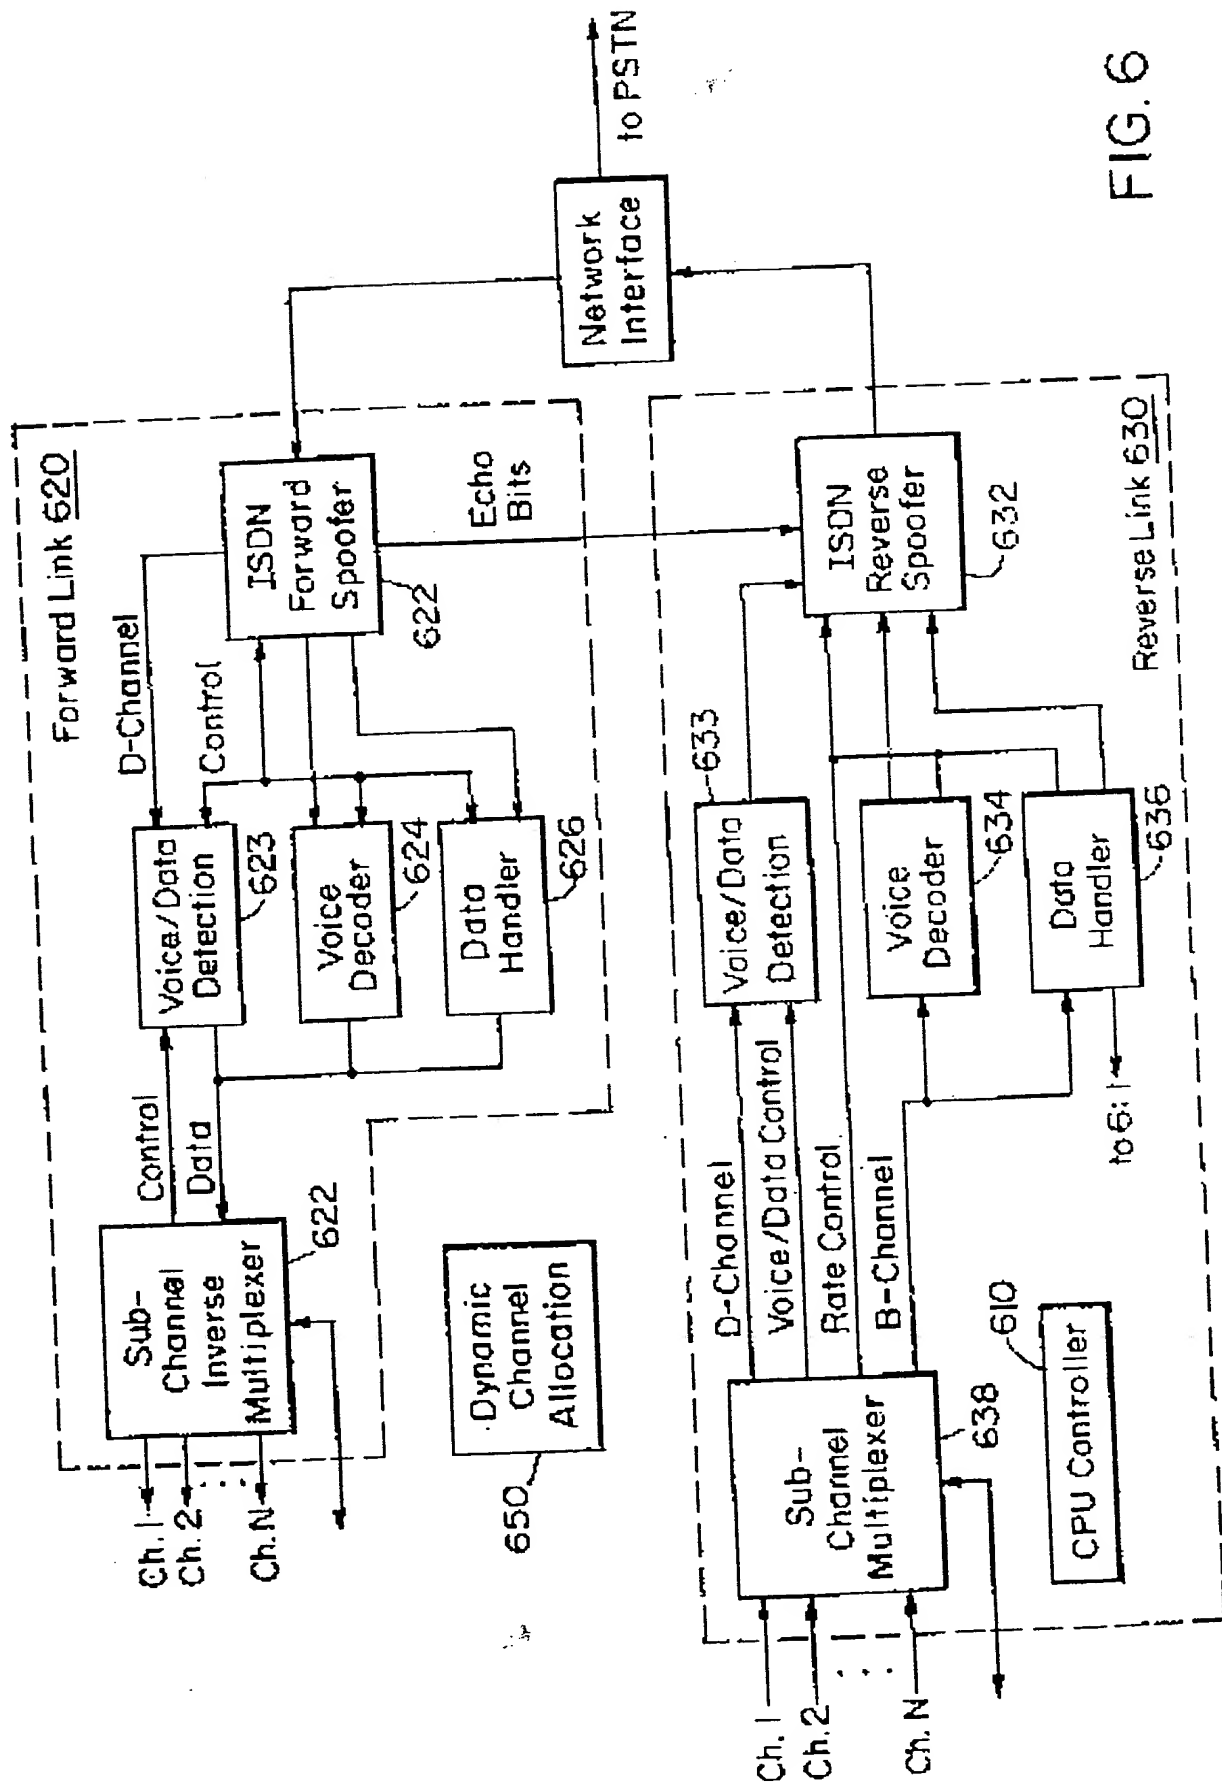 Forward Link 620
Ch. 1
Ch. 2
Ch. N
Sub-
Channel
Inverse
Multiplexer
622
Control
Data
Voice/Data
Detection
623
Voice
Decoder
624
Data
Handler
626
D-Channel
Control
ISDN
Forward
Spoofer
622
Echo
Bits
Network
Interface
to PSTN
Dynamic
Channel
Allocation
650
Ch. 1
Ch. 2
Ch. N
Sub-
Channel
Multiplexer
638
D-Channel
Voice/Data Control
Rate Control
B-Channel
Voice/Data
Detection
633
Voice
Decoder
634
Data
Handler
636
to 6:1
ISDN
Reverse
Spoofer
632
CPU Controller
610
Reverse Link 630
FIG. 6